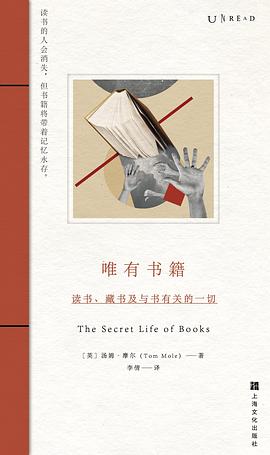 读书的人会消失，但书籍将带着记忆永存。
UNREAD
唯有书籍
读书、藏书及与书有关的一切
The Secret Life of Books
［英］汤姆·摩尔（Tom Mole）——著
李倩——译
上海文化出版社